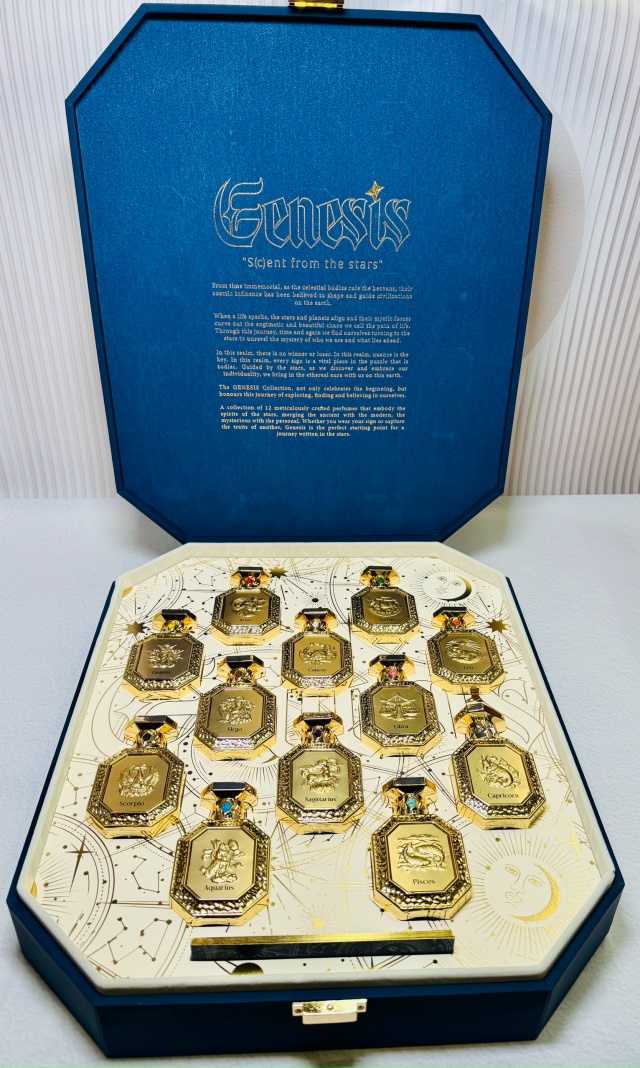 Genesis
"S(c)ent from the stars"
From time immemorial, as the celestial bodies rule the heavens, their
cosmic influence has been believed to shape and guide civilizations
on the earth.
When a life sparks, the stars and planets align and their mystic forces
carve out the enigmatic and beautiful chaos we call the path of life.
Through this journey, time and again we find ourselves turning to the
stars to unravel the mystery of who we are and what lies ahead.
In this realm, there is no winner or loser. In this realm, nuance is the
key. In this realm, every sign is a vital piece in the puzzle that is
zodiac. Guided by the stars, as we discover and embrace our
individuality, we bring in the ethereal aura with us on this earth.
The GENESIS Collection, not only celebrates the beginning, but
honours this journey of exploring, finding and believing in ourselves.
A collection of 12 meticulously crafted perfumes that embody the
spirits of the stars, merging the ancient with the modern, the
mysterious with the personal. Whether you wear your sign or explore
the traits of another, Genesis is the perfect starting point for a
journey written in the stars.
Gemini
Cancer
Leo
Virgo
Libra
Scorpio
Sagittarius
Capricorn
Aquarius
Pisces